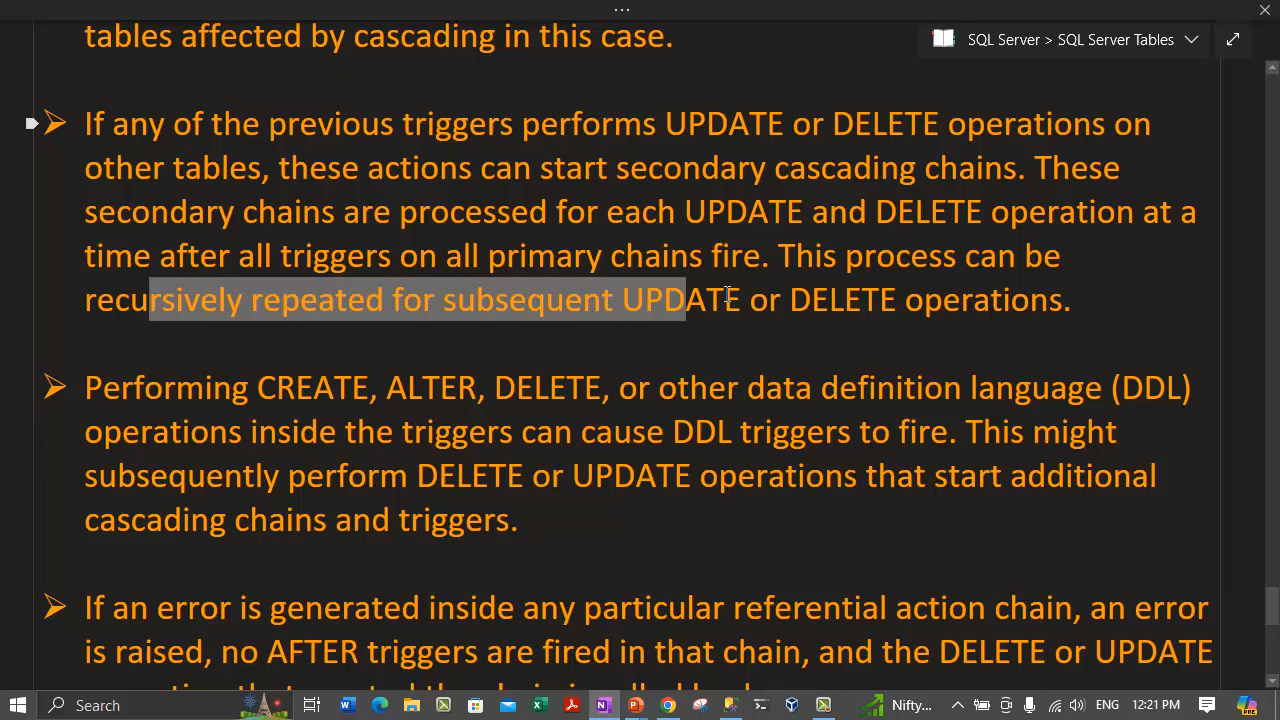 tables affected by cascading in this case.
SQL Server > SQL Server Tables
If any of the previous triggers performs UPDATE or DELETE operations on
other tables, these actions can start secondary cascading chains. These
secondary chains are processed for each UPDATE and DELETE operation at a
time after all triggers on all primary chains fire. This process can be
recursively repeated for subsequent UPDATE or DELETE operations.
Performing CREATE, ALTER, DELETE, or other data definition language (DDL)
operations inside the triggers can cause DDL triggers to fire. This might
subsequently perform DELETE or UPDATE operations that start additional
cascading chains and triggers.
If an error is generated inside any particular referential action chain, an error
is raised, no AFTER triggers are fired in that chain, and the DELETE or UPDATE
Search
Nifty...
ENG
12:21 PM